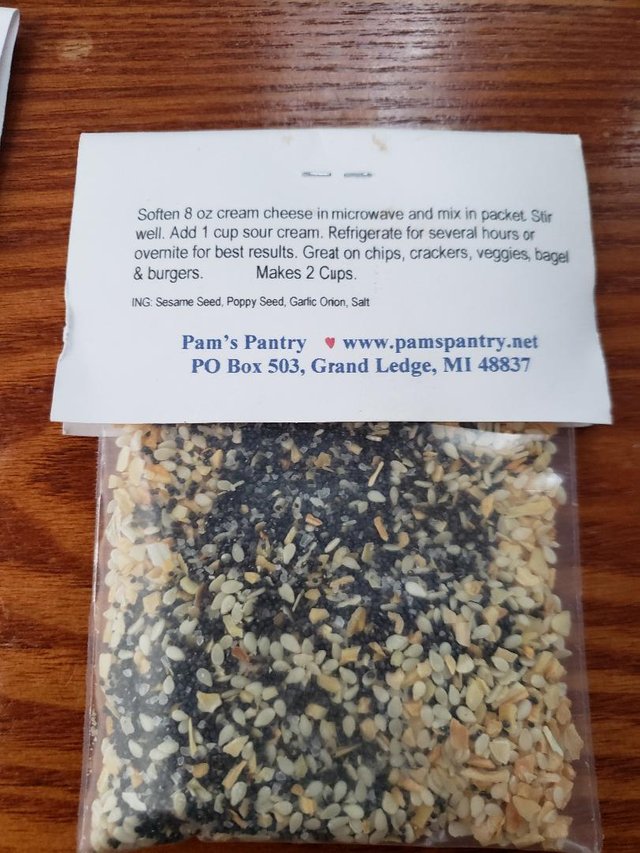 Soften 8 oz cream cheese in microwave and mix in packet. Stir
well. Add 1 cup sour cream. Refrigerate for several hours or
overnite for best results. Great on chips, crackers, veggies, bagel
& burgers. Makes 2 Cups.
ING: Sesame Seed, Poppy Seed, Garlic Onion, Salt
Pam's Pantry ♥ www.pamspantry.net
PO Box 503, Grand Ledge, MI 48837